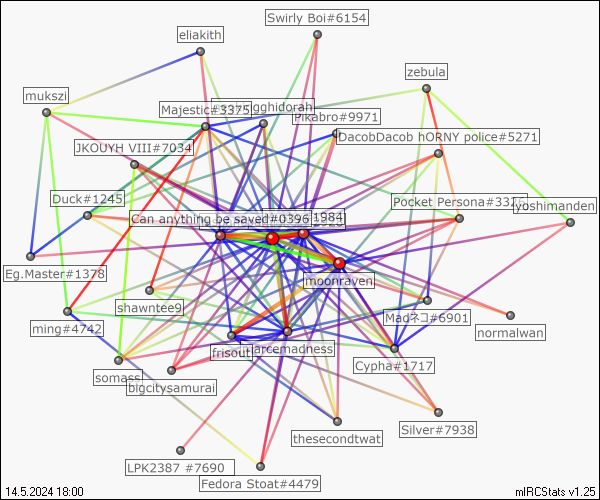 Swirly Boi#6154
eliakith
zebula
mukszi
Majestic#3375
gghidorah
Pikabro#9971
DacobDacob hORNY police#5271
JKOUYH VIII#7034
Duck#1245
Pocket Persona#3326
yoshimanden
Can anything be saved#0396
1984
Eg.Master#1378
moonraven
shawntee9
Madネコ#6901
ming#4742
normalwan
frisout
arcemadness
Cypha#1717
somass
bigcitysamurai
thesecondtwat
Silver#7938
LPK2387 #7690
Fedora Stoat#4479
14.5.2024 18:00
mIRCStats v1.25